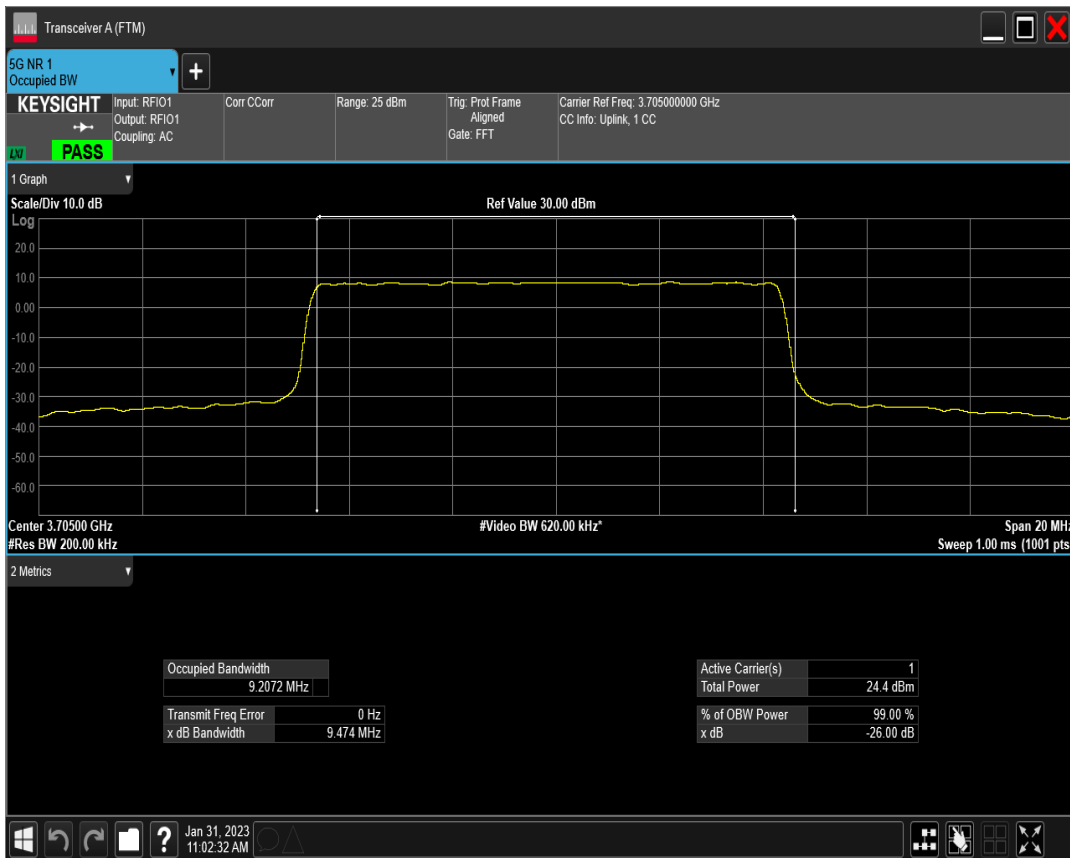 Transceiver A (FTM)
5G NR 1
Occupied BW
+
KEYSIGHT
LXI
PASS
Input: RFIO1
Output: RFIO1
Coupling: AC
Corr CCorr
Range: 25 dBm
Trig: Prot Frame
Aligned
Gate: FFT
Carrier Ref Freq: 3.705000000 GHz
CC Info: Uplink, 1 CC
1 Graph
Scale/Div 10.0 dB
Ref Value 30.00 dBm
Log
20.0
10.0
0.00
-10.0
-20.0
-30.0
-40.0
-50.0
-60.0
Center 3.70500 GHz
#Video BW 620.00 kHz*
Span 20 MHz
#Res BW 200.00 kHz
Sweep 1.00 ms (1001 pts
2 Metrics
Occupied Bandwidth
9.2072 MHz
Transmit Freq Error 0 Hz
x dB Bandwidth 9.474 MHz
Active Carrier(s) 1
Total Power 24.4 dBm
% of OBW Power 99.00 %
x dB -26.00 dB
?
Jan 31, 2023
11:02:32 AM